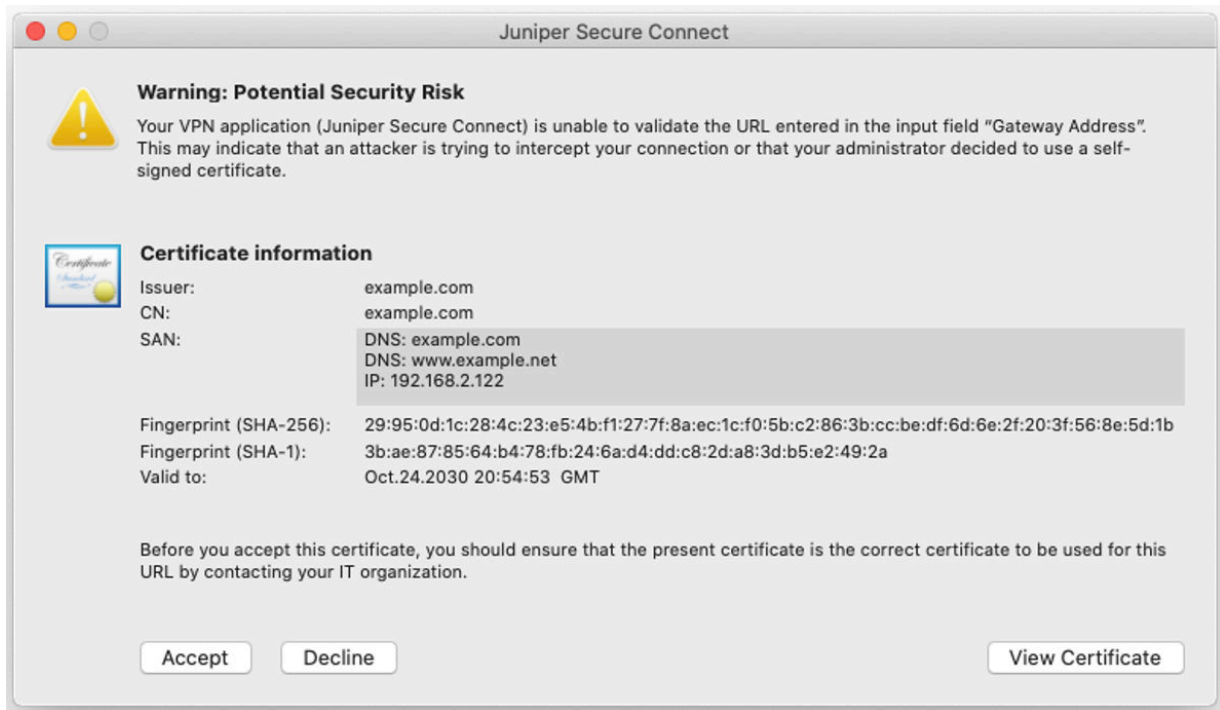 Juniper Secure Connect
Warning: Potential Security Risk
Your VPN application (Juniper Secure Connect) is unable to validate the URL entered in the input field “Gateway Address”.
This may indicate that an attacker is trying to intercept your connection or that your administrator decided to use a self-
signed certificate.
Certificate
Standard
Certificate information
Issuer: example.com
CN: example.com
SAN: DNS: example.com
DNS: www.example.net
IP: 192.168.2.122
Fingerprint (SHA-256): 29:95:0d:1c:28:4c:23:e5:4b:f1:27:7f:8a:ec:1c:f0:5b:c2:86:3b:cc:be:df:6d:6e:2f:20:3f:56:8e:5d:1b
Fingerprint (SHA-1): 3b:ae:87:85:64:b4:78:fb:24:6a:d4:dd:c8:2d:a8:3d:b5:e2:49:2a
Valid to: Oct.24.2030 20:54:53 GMT
Before you accept this certificate, you should ensure that the present certificate is the correct certificate to be used for this
URL by contacting your IT organization.
Accept Decline View Certificate